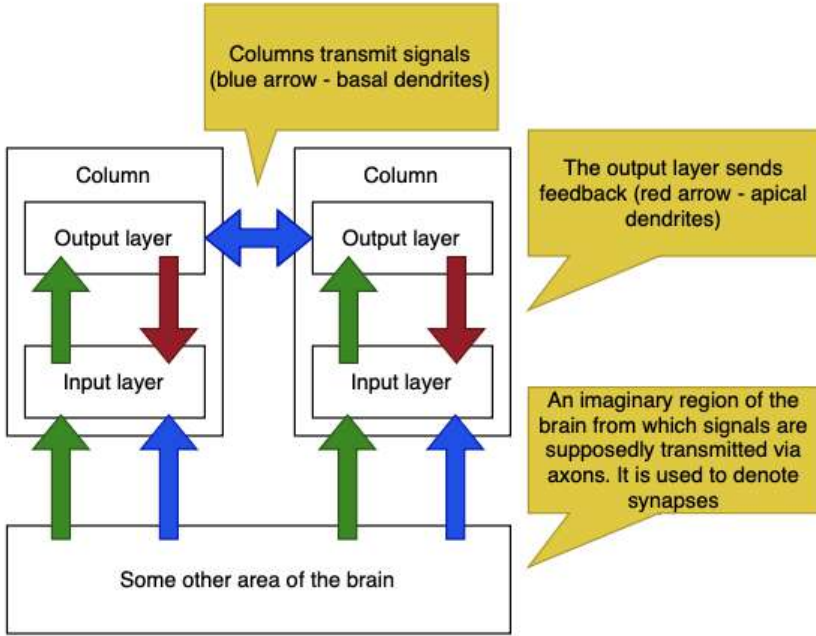 Columns transmit signals
(blue arrow - basal dendrites)
Column
Column
The output layer sends
feedback (red arrow - apical
dendrites)
Output layer
Output layer
Input layer
Input layer
An imaginary region of the
brain from which signals are
supposedly transmitted via
axons. It is used to denote
synapses
Some other area of the brain